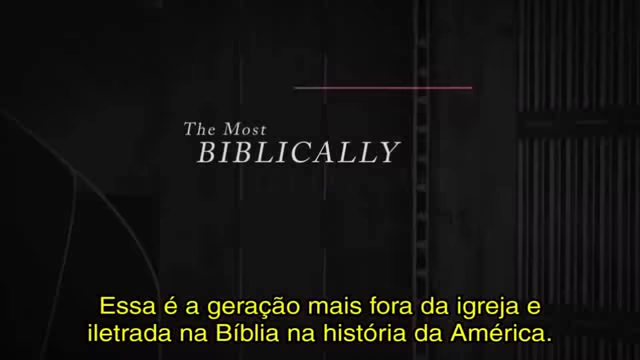 The Most
BIBLICALLY
Essa é a geração mais fora da igreja e
iletrada na Bíblia na história da América.